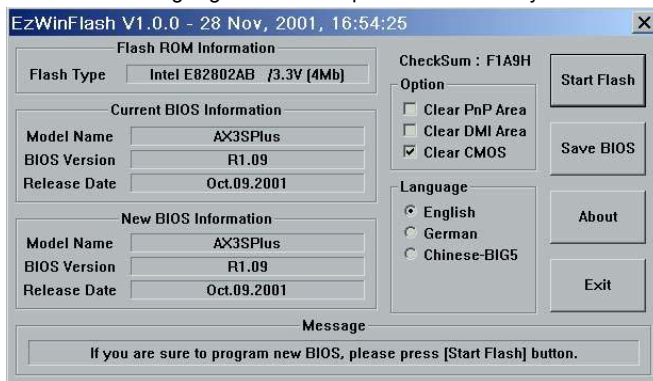 EzWinFlash V1.0.0 - 28 Nov, 2001, 16:54:25
Flash ROM Information
Flash Type Intel E82802AB /3.3V (4Mb)
Current BIOS Information
Model Name AX3SPlus
BIOS Version R1.09
Release Date Oct.09.2001
New BIOS Information
Model Name AX3SPlus
BIOS Version R1.09
Release Date Oct.09.2001
CheckSum : F1A9H
Option
Clear PnP Area
Clear DMI Area
Clear CMOS
Language
English
German
Chinese-BIG5
Start Flash
Save BIOS
About
Exit
Message
If you are sure to program new BIOS, please press [Start Flash] button.